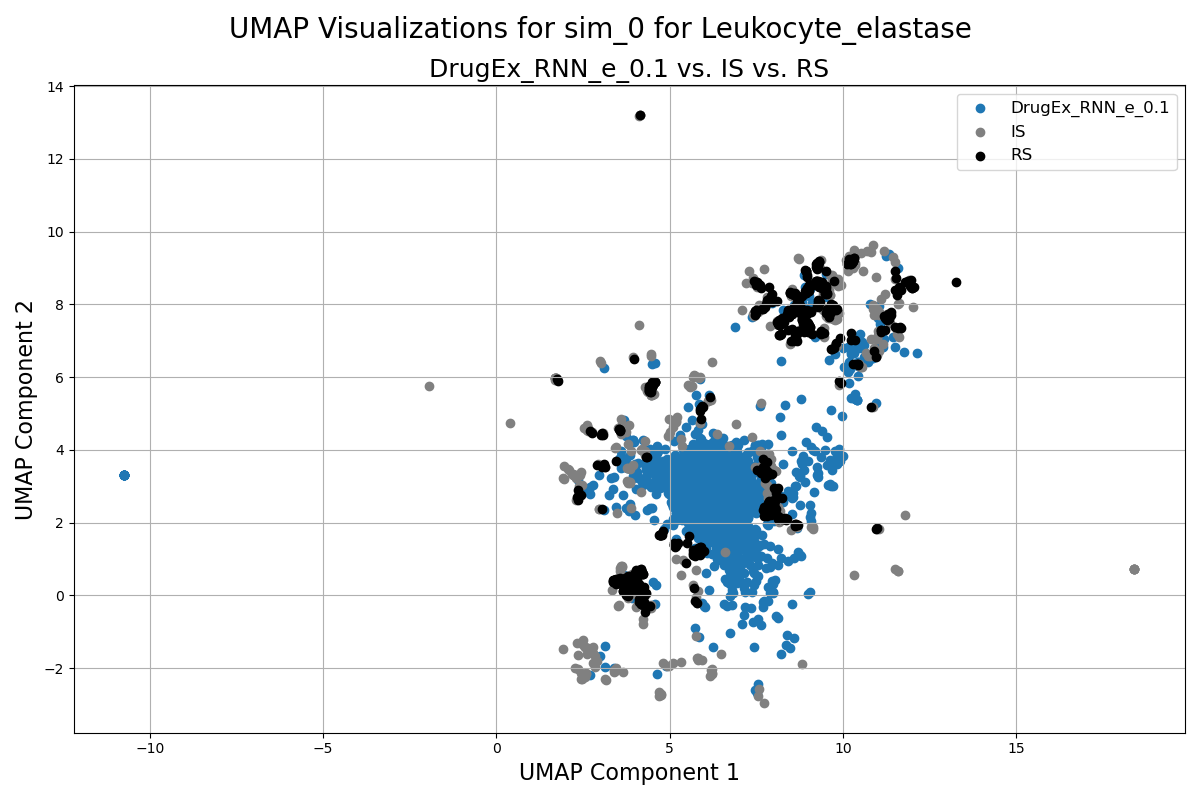 UMAP Visualizations for sim_0 for Leukocyte_elastase
DrugEx_RNN_e_0.1 vs. IS vs. RS
DrugEx_RNN_e_0.1
IS
RS
14
12
10
8
6
4
2
0
−2
UMAP Component 2
−10
−5
0
5
10
15
UMAP Component 1